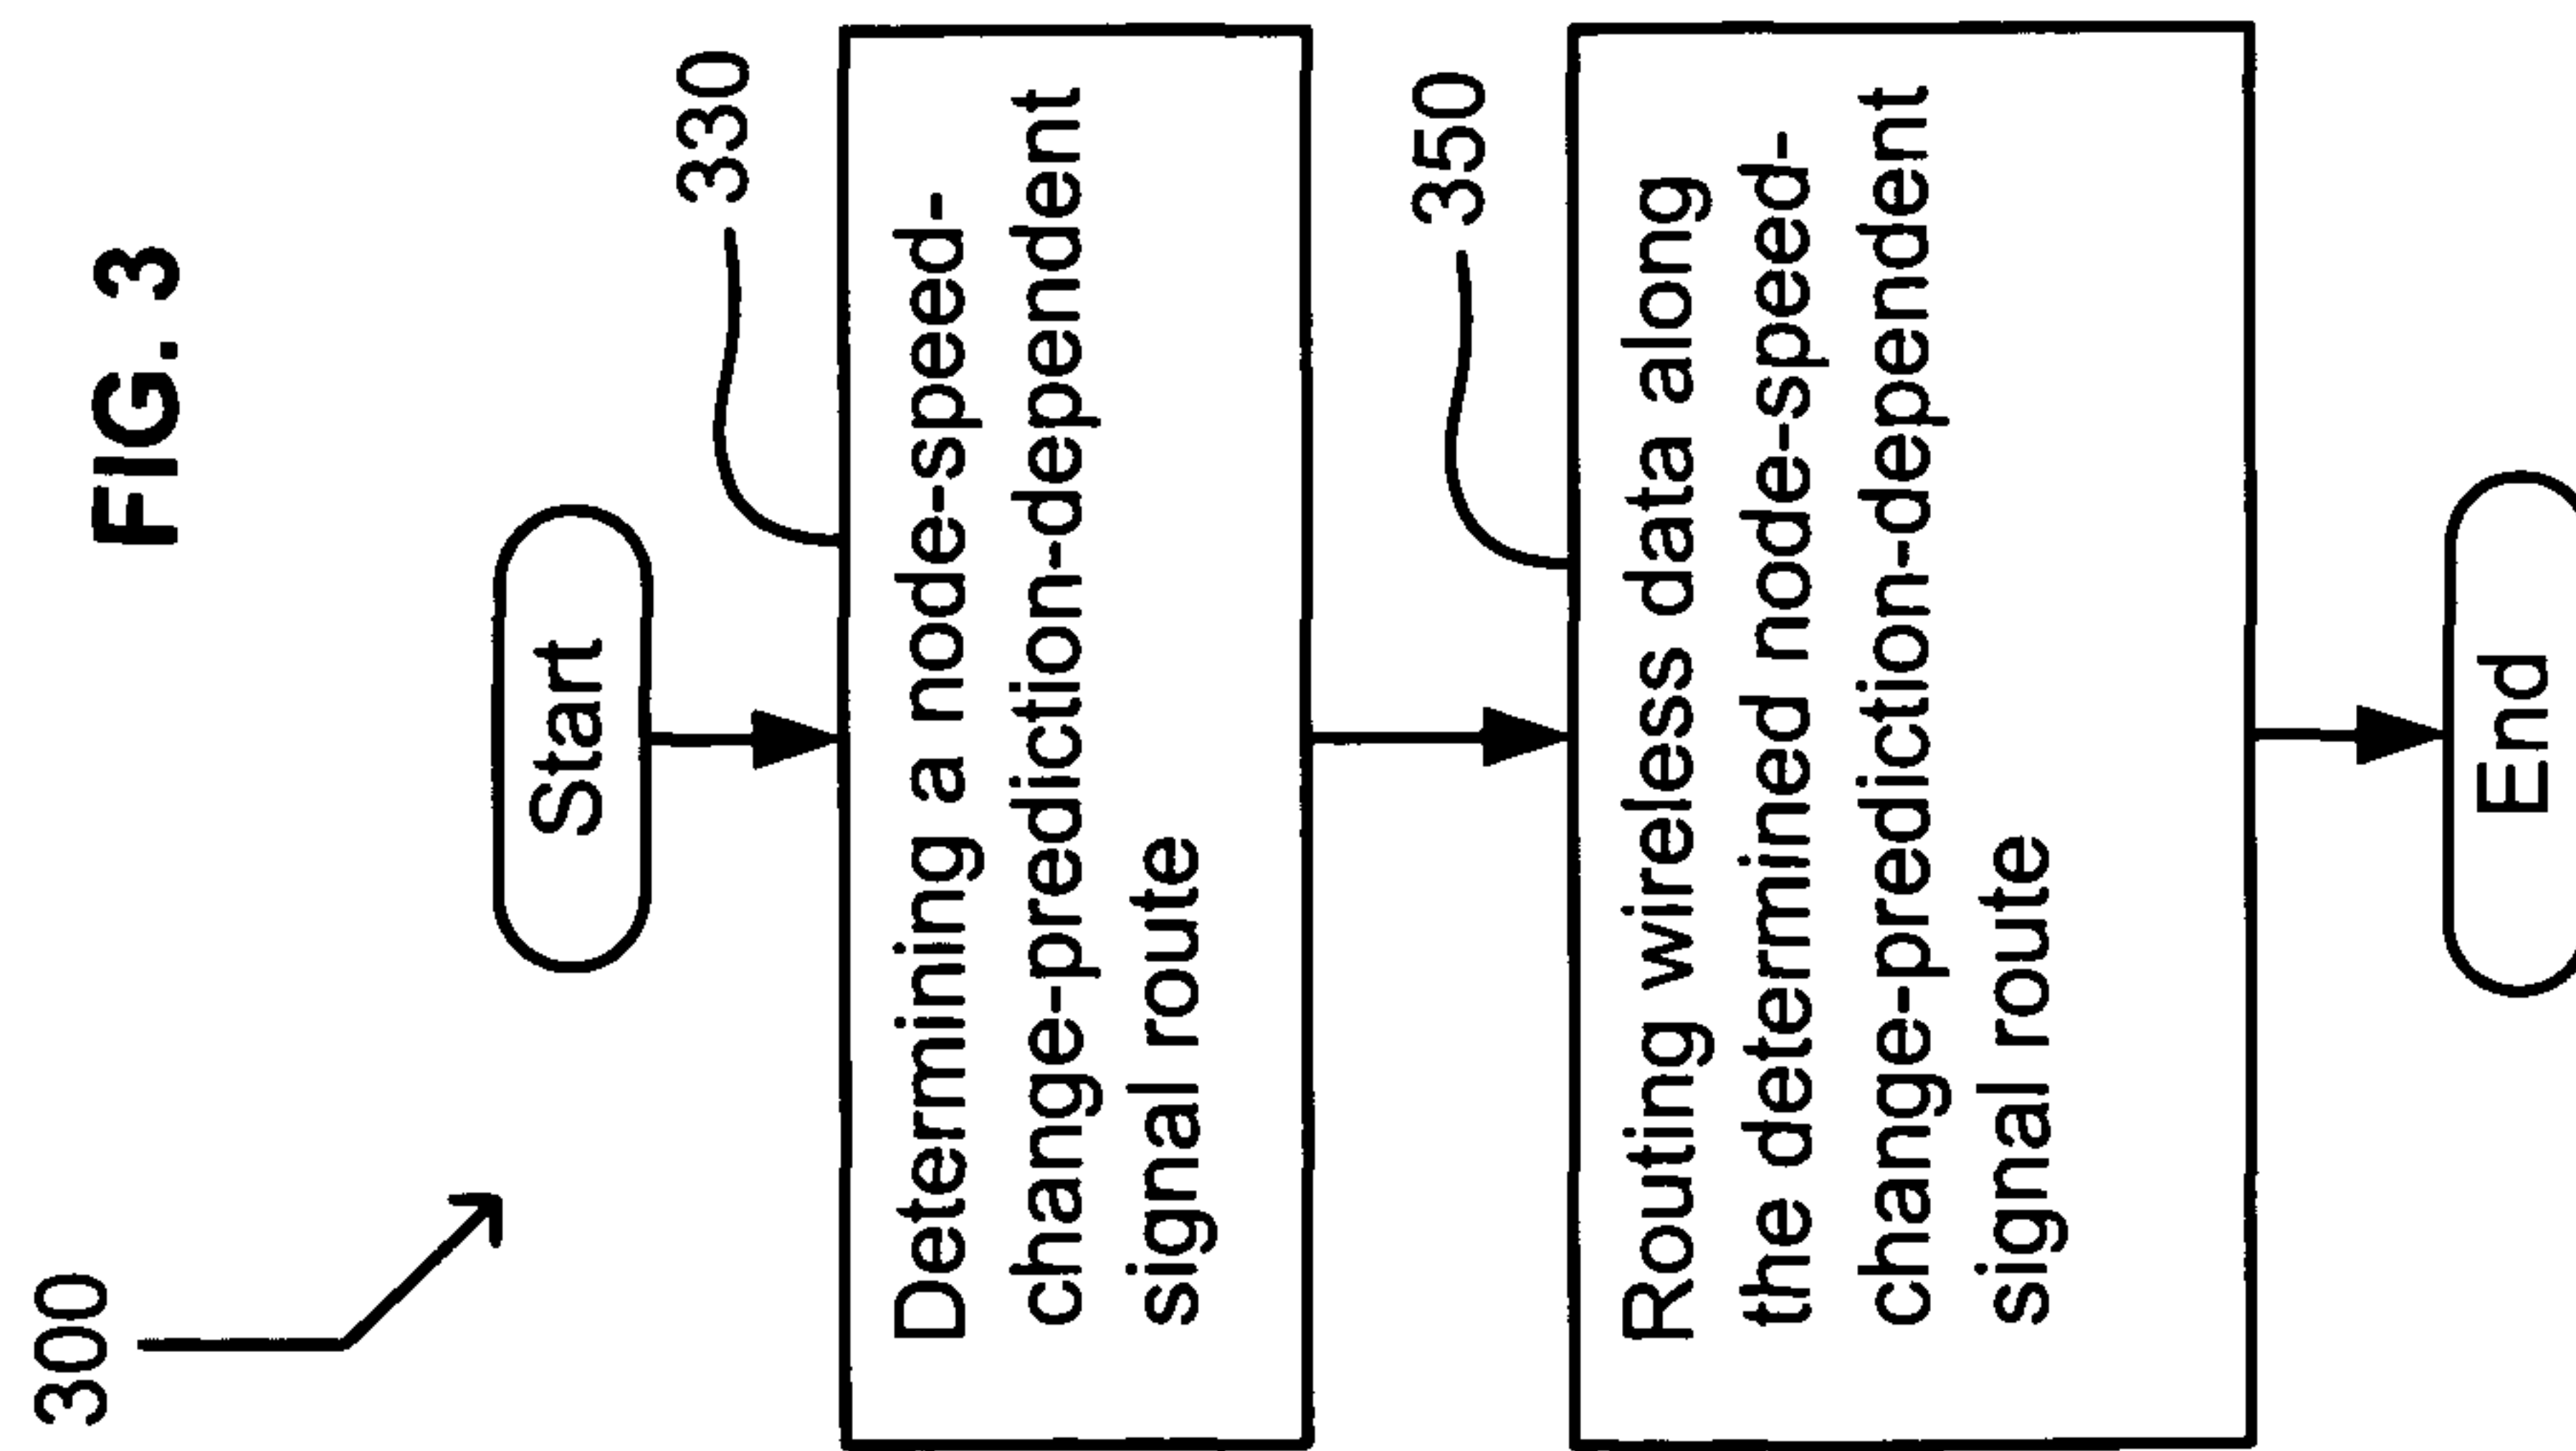 FIG. 3
300
Start
330
Determining a node-speed-
change-prediction-dependent
signal route
350
Routing wireless data along
the determined node-speed-
change-prediction-dependent
signal route
End